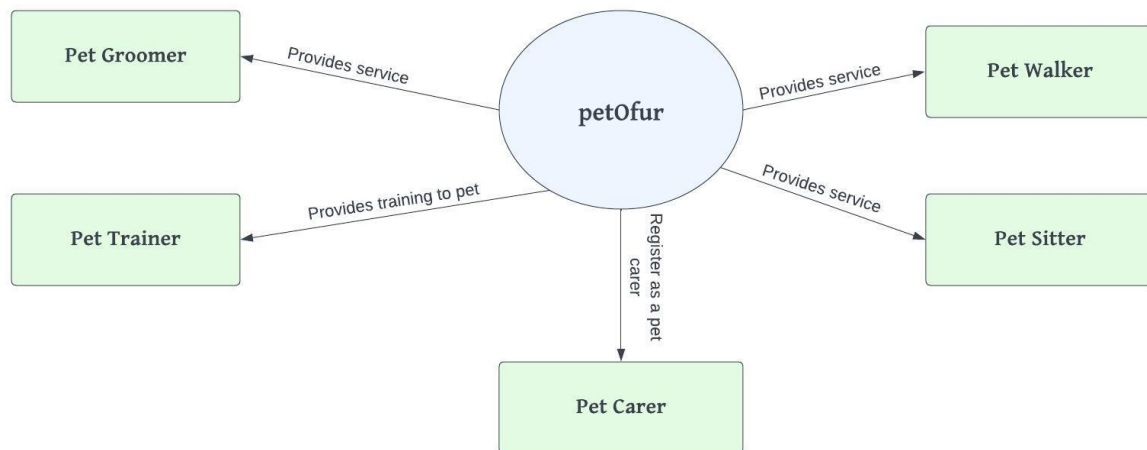 Pet Groomer
Provides service
petOfur
Provides service
Pet Walker
Pet Trainer
Provides training to pet
Register as a pet
carer
Provides service
Pet Sitter
Pet Carer